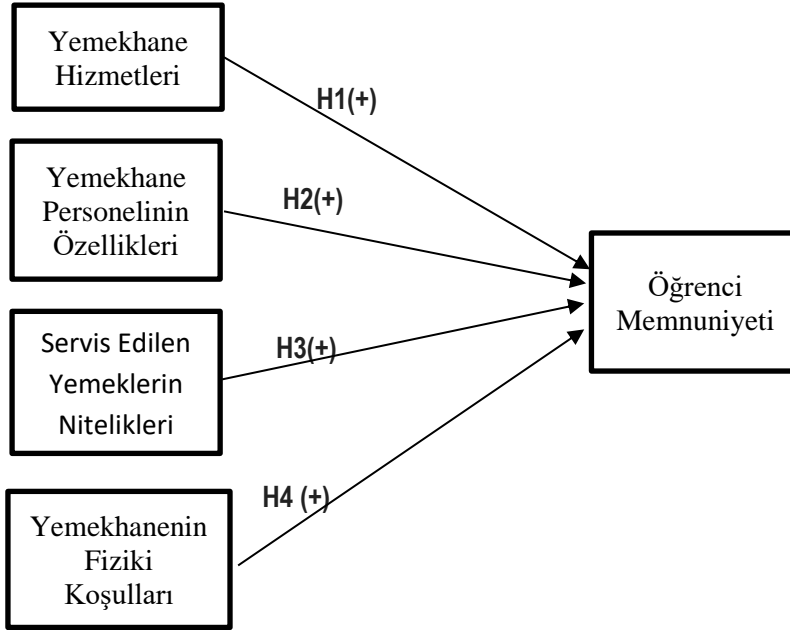 Yemekhane
Hizmetleri
H1(+)
Yemekhane
Personelinin
Özellikleri
H2(+)
Servis Edilen
Yemeklerin
Nitelikleri
H3(+)
Yemekhanenin
Fiziki
Koşulları
H4 (+)
Öğrenci
Memnuniyeti